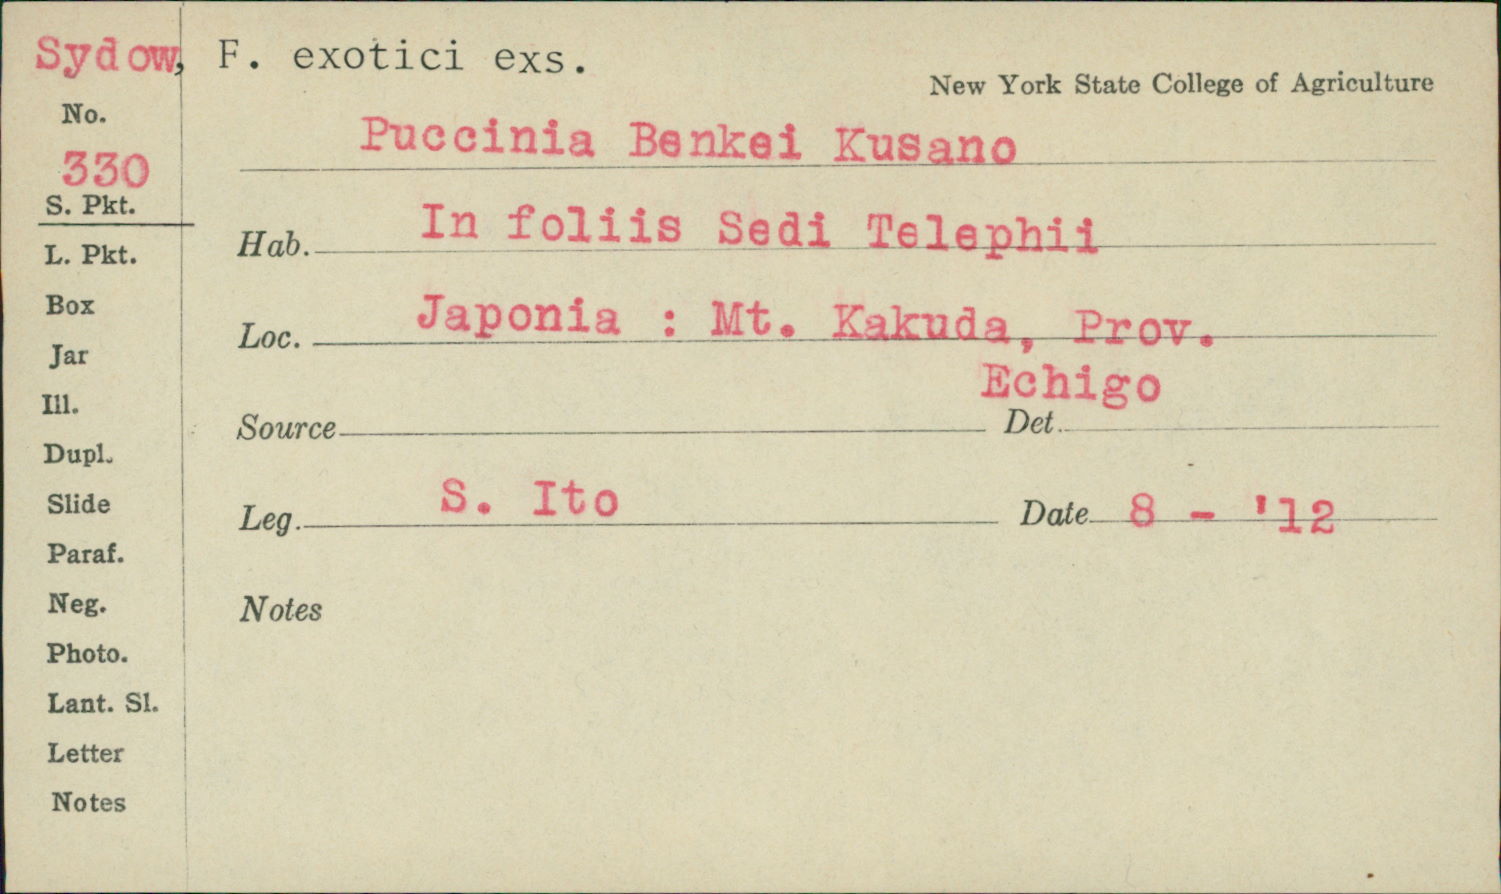 Sydow, F. exotici exs.
New York State College of Agriculture
No.
330
Puccinia Benkei Kusano
S. Pkt.
Hab. In foliis Sedi Telephii
L. Pkt.
Box
Loc. Japonia : Mt. Kakuda, Prov.
Echigo
Jar
Ill.
Source Det.
Dupl.
Slide
Leg. S. Ito Date 8 - '12
Paraf.
Neg.
Notes
Photo.
Lant. Sl.
Letter
Notes